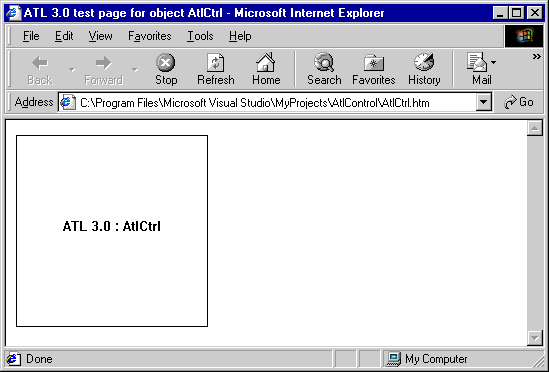 ATL 3.0 test page for object AtlCtrl - Microsoft Internet Explorer
File Edit View Favorites Tools Help
Back Forward Stop Refresh Home Search Favorites History Mail »
Address C:\Program Files\Microsoft Visual Studio\MyProjects\AtlControl\AtlCtrl.htm Go
ATL 3.0 : AtlCtrl
Done My Computer